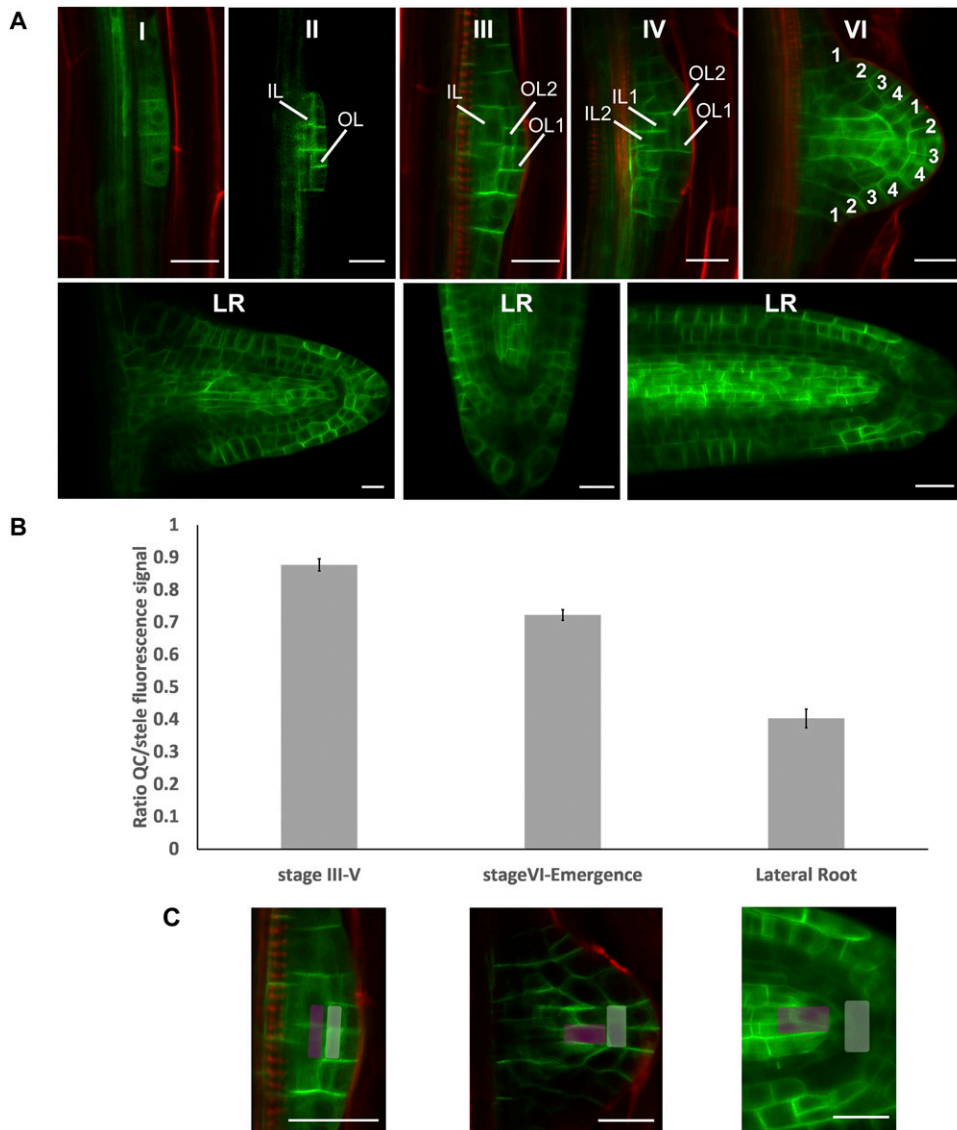 A
I
II
III
IV
VI
IL
OL
IL
OL2
OL1
IL2
IL1
OL2
OL1
1
2
3
4
1
2
3
4
4
3
2
1
LR
LR
LR
B
Ratio QC/stele fluorescence signal
1
0.9
0.8
0.7
0.6
0.5
0.4
0.3
0.2
0.1
0
stage III-V
stageVI-Emergence
Lateral Root
C